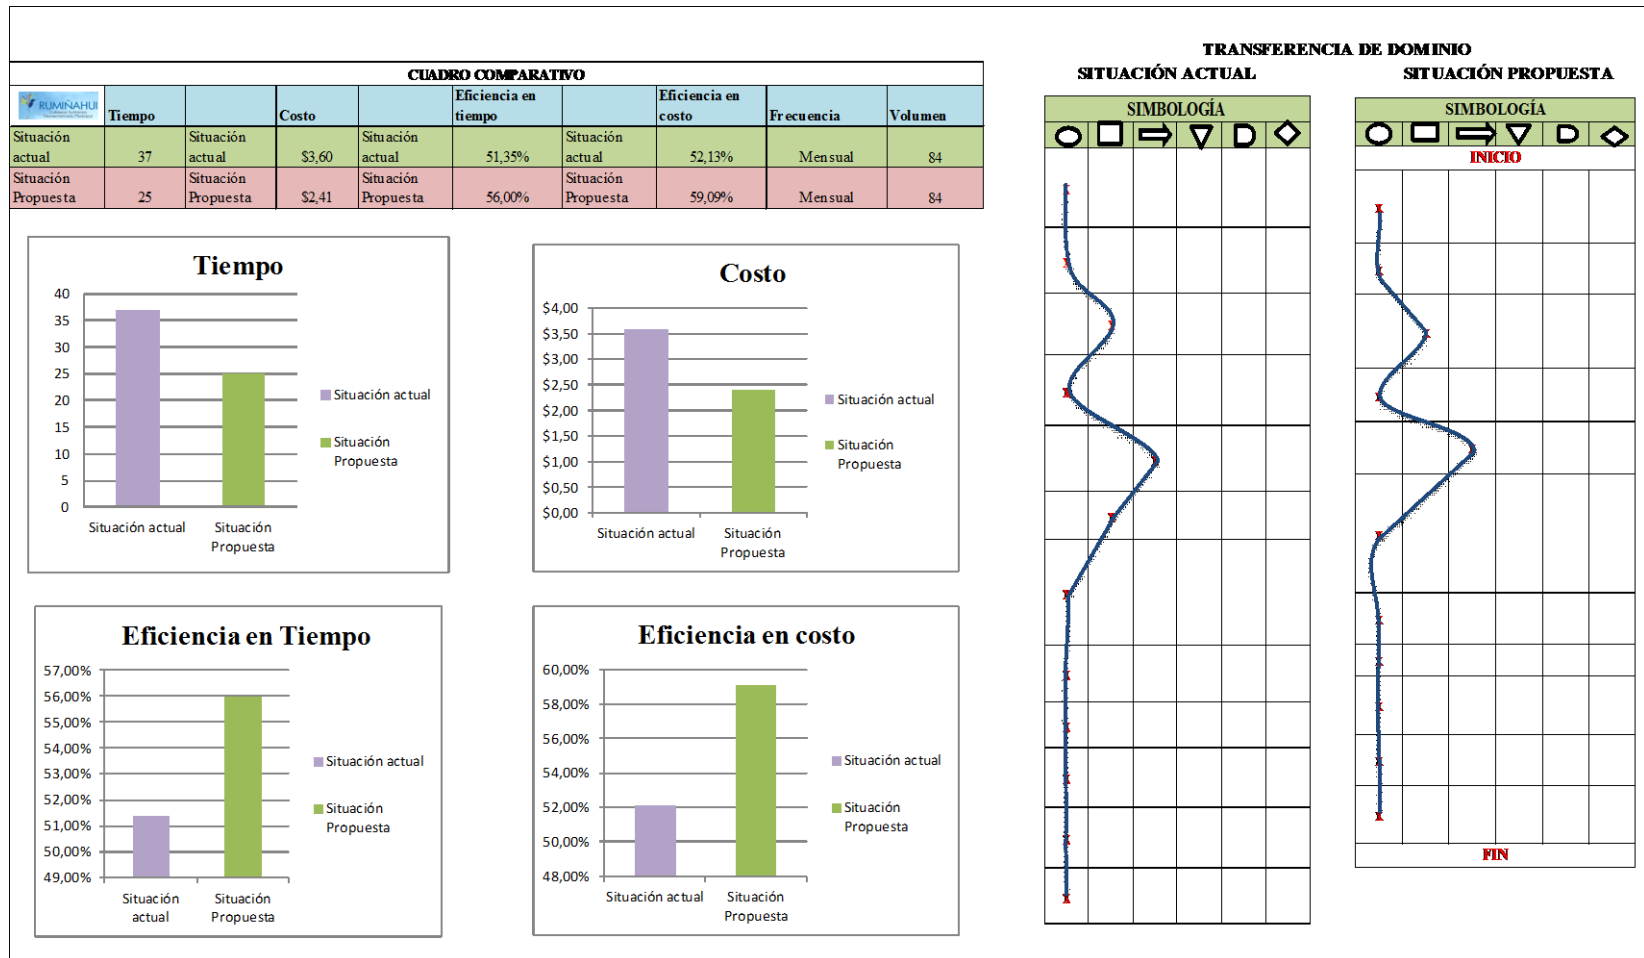 TRANSFERENCIA DE DOMINIO
CUADRO COMPARATIVO
SITUACIÓN ACTUAL
SITUACIÓN PROPUESTA
RUMIÑAHUI
Tiempo
Costo
Eficiencia en tiempo
Eficiencia en costo
Frecuencia
Volumen
Situación actual 37 Situación actual $3,60 Situación actual 51,35% Situación actual 52,13% Mensual 84
Situación Propuesta 25 Situación Propuesta $2,41 Situación Propuesta 56,00% Situación Propuesta 59,09% Mensual 84
Tiempo
40
35
30
25
20
15
10
5
0
Situación actual
Situación Propuesta
Situación actual
Situación
Propuesta
Costo
$4,00
$3,50
$3,00
$2,50
$2,00
$1,50
$1,00
$0,50
$0,00
Situación actual
Situación
Propuesta
Situación actual
Situación
Propuesta
Eficiencia en Tiempo
57,00%
56,00%
55,00%
54,00%
53,00%
52,00%
51,00%
50,00%
49,00%
Situación
actual
Situación
Propuesta
Situación actual
Situación
Propuesta
Eficiencia en costo
60,00%
58,00%
56,00%
54,00%
52,00%
50,00%
48,00%
Situación actual
Situación
Propuesta
Situación actual
Situación
Propuesta
SIMBOLOGÍA
SIMBOLOGÍA
INICIO
FIN